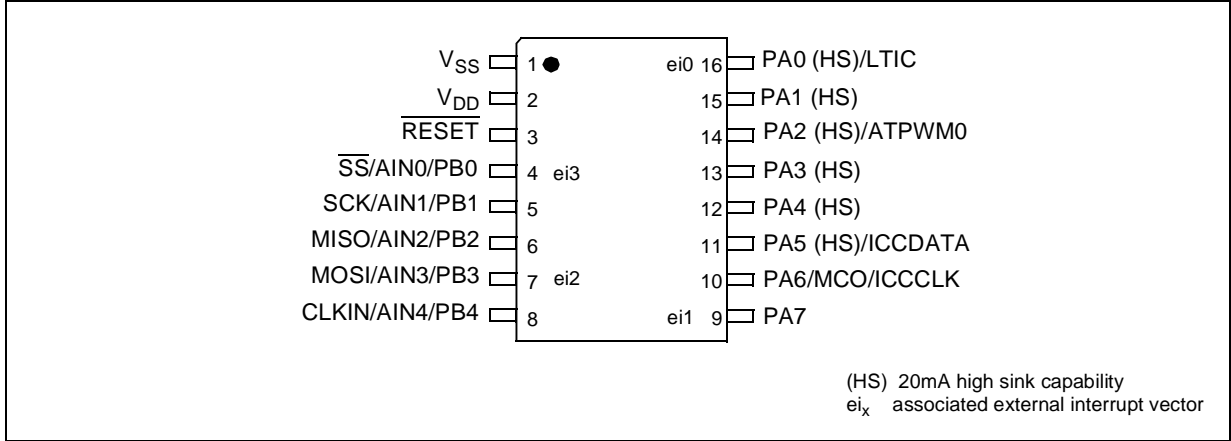 VSS 1 ei0 16 PA0 (HS)/LTIC
VDD 2 15 PA1 (HS)
RESET 3 14 PA2 (HS)/ATPWM0
SS/AIN0/PB0 4 ei3 13 PA3 (HS)
SCK/AIN1/PB1 5 12 PA4 (HS)
MISO/AIN2/PB2 6 11 PA5 (HS)/ICCDATA
MOSI/AIN3/PB3 7 ei2 10 PA6/MCO/ICCCLK
CLKIN/AIN4/PB4 8 ei1 9 PA7
(HS) 20mA high sink capability
eix associated external interrupt vector